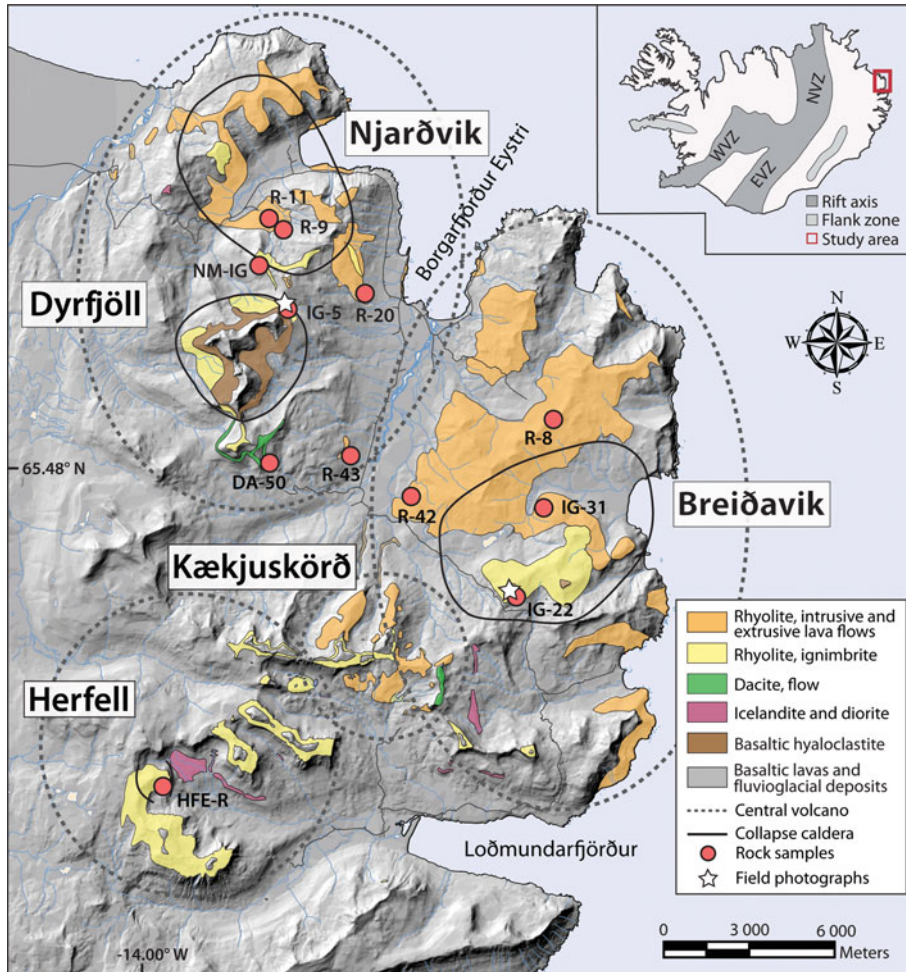 NVZ
WVZ
EVZ
Rift axis
Flank zone
Study area
Njarðvik
R-11
R-9
Borgarfjörður Eystri
NM-IG
Dyrfjöll
IG-5
R-20
N
W E
S
R-8
65.48° N
DA-50
R-43
R-42
IG-31
Breiðavik
Kækjuskörð
IG-22
Herfell
HFE-R
Loðmundarfjörður
-14.00° W
Rhyolite, intrusive and
extrusive lava flows
Rhyolite, ignimbrite
Dacite, flow
Icelandite and diorite
Basaltic hyaloclastite
Basaltic lavas and
fluvioglacial deposits
Central volcano
Collapse caldera
Rock samples
Field photographs
0 3 000 6 000
Meters